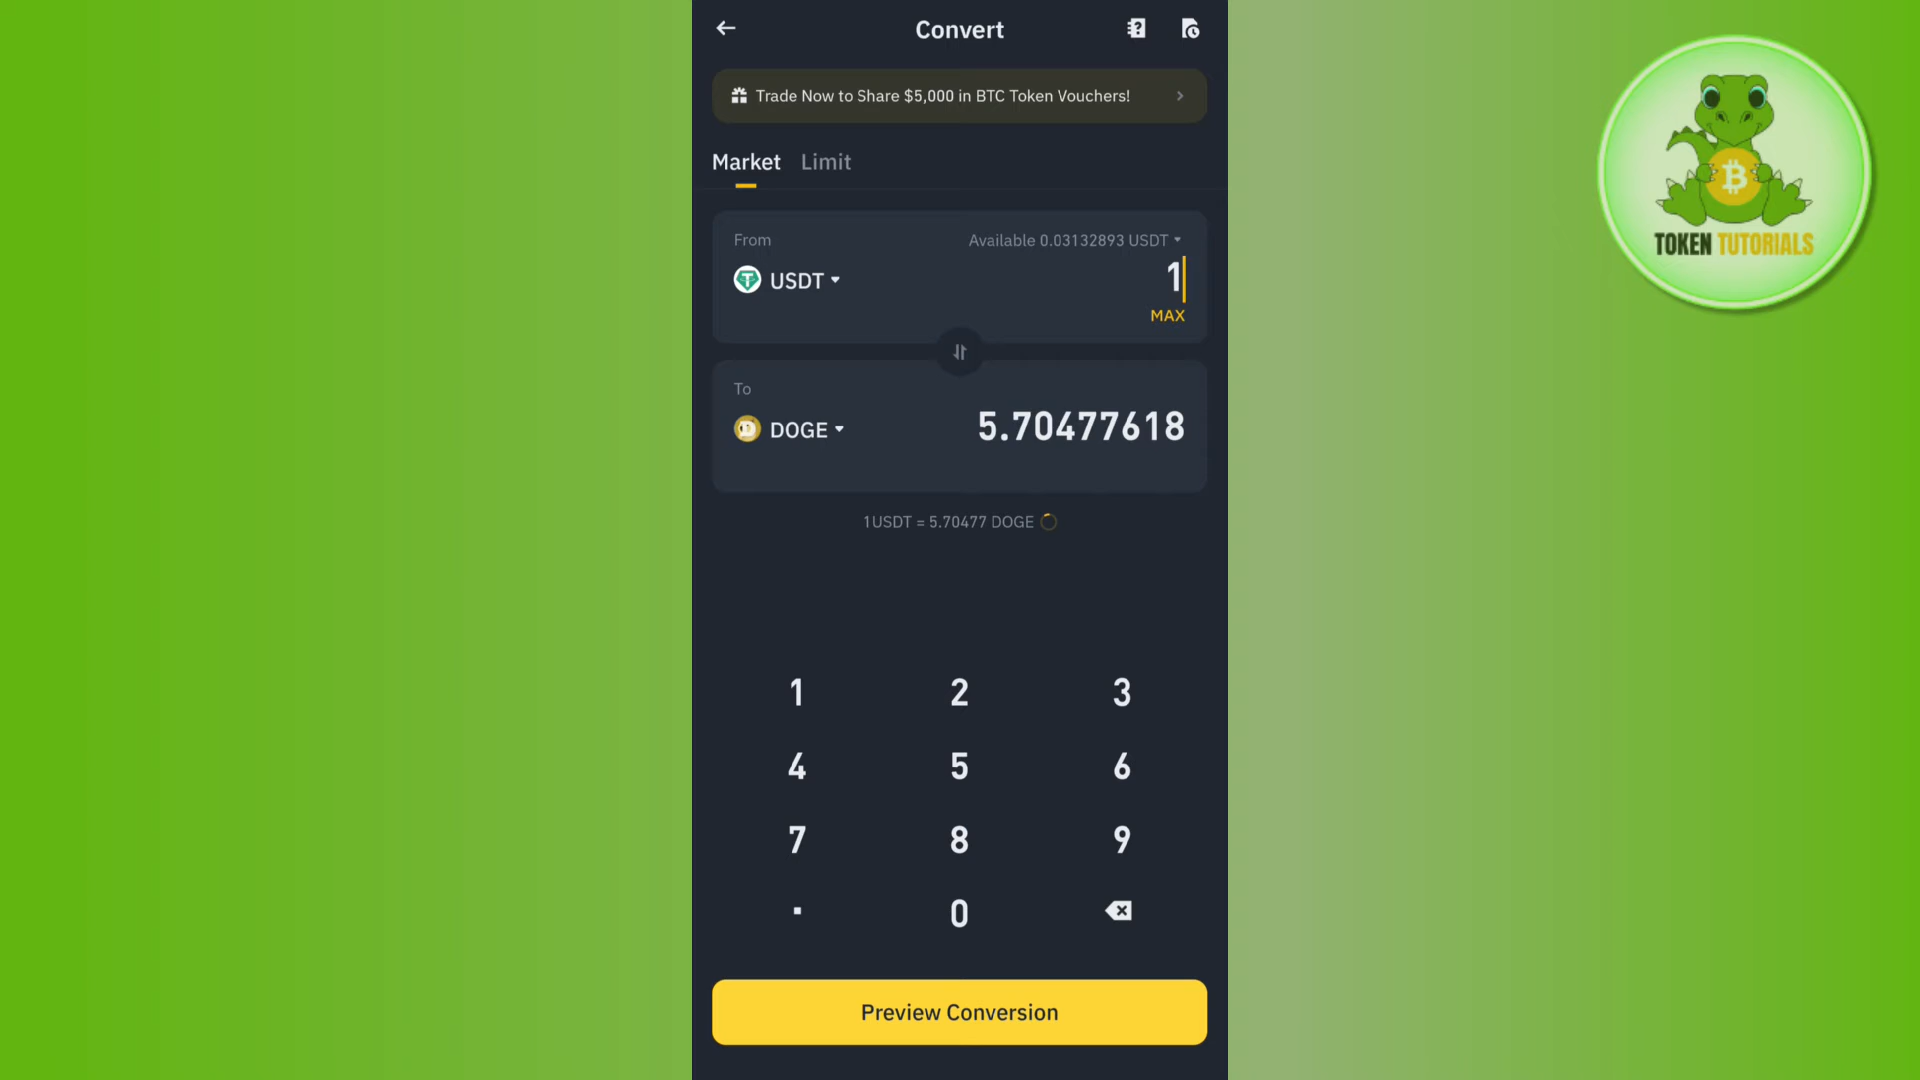 Convert
Trade Now to Share $5,000 in BTC Token Vouchers!
Market Limit
From Available 0.03132893 USDT
USDT 1
MAX
To
DOGE 5.70477618
1USDT = 5.70477 DOGE
1 2 3
4 5 6
7 8 9
. 0
Preview Conversion
TOKEN TUTORIALS